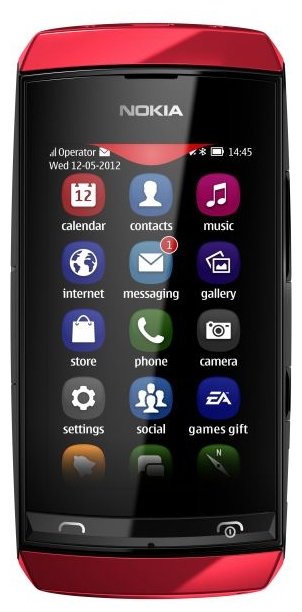 NOKIA
Operator 14:45
Wed 12-05-2012
12
calendar contacts music
1
internet messaging gallery
store phone camera
EA
settings social games gift
N